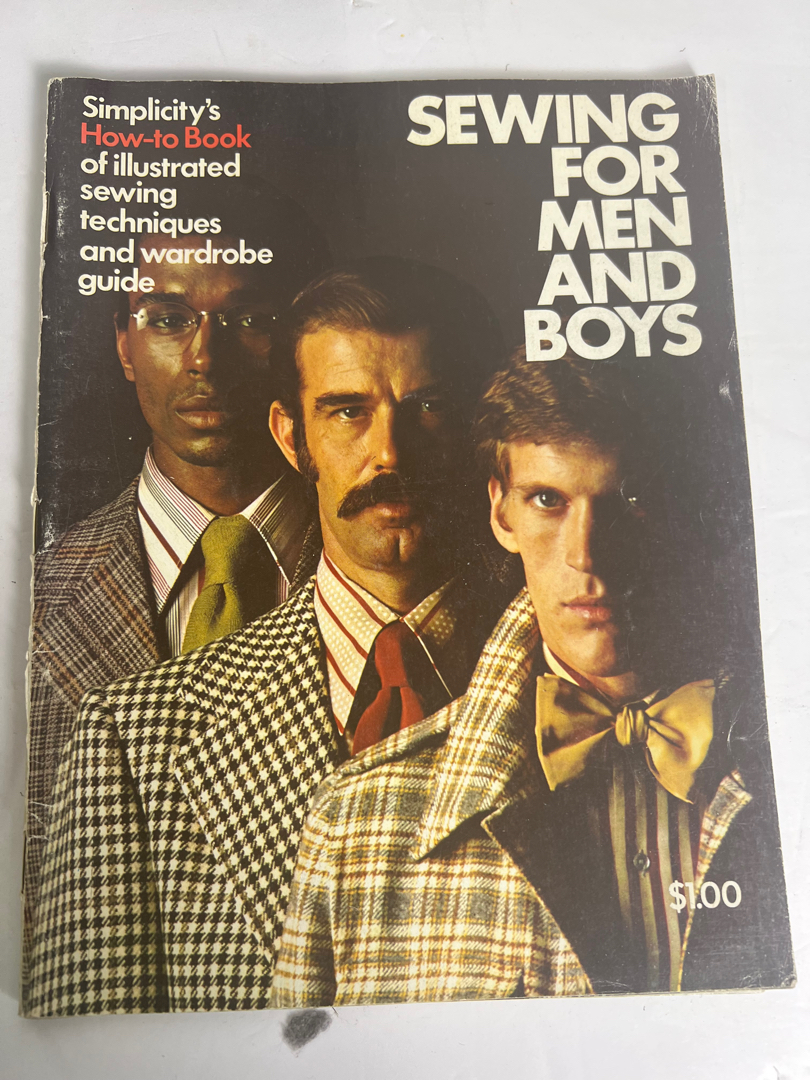 Simplicity's
How-to Book
of illustrated
sewing
techniques
and wardrobe
guide
SEWING
FOR
MEN
AND
BOYS
$1.00